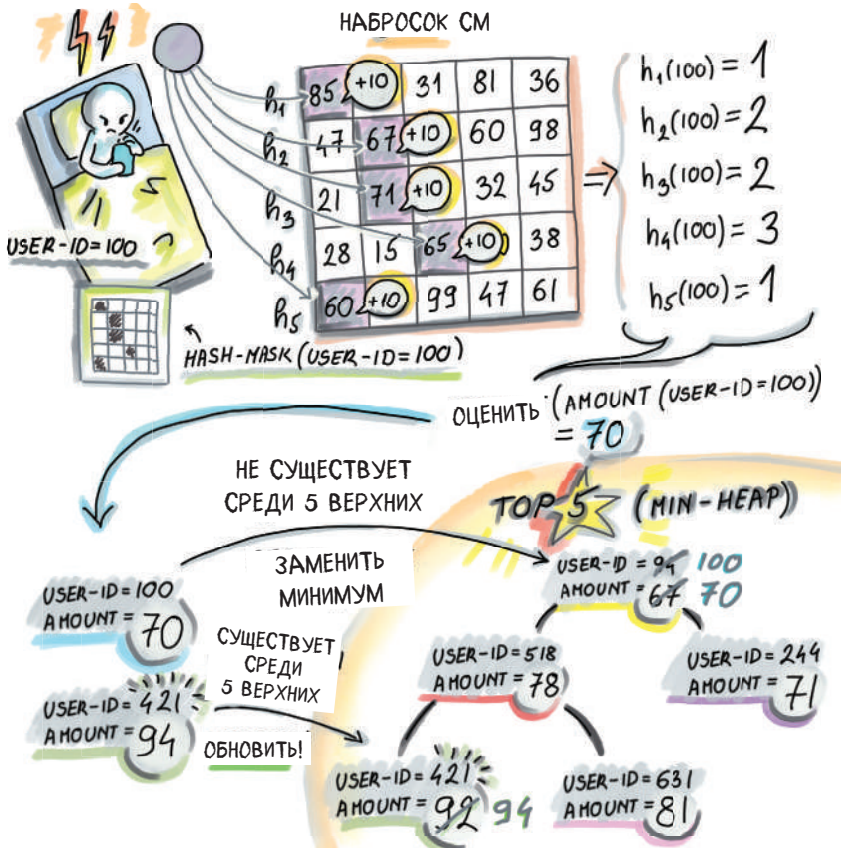 НАБРОСОК CM
h₁ 85 +10 31 81 36
h₂ 47 67 +10 60 98
h₃ 21 71 +10 32 45
h₄ 28 15 65 +10 38
h₅ 60 +10 99 47 61
h₁(100) = 1
h₂(100) = 2
h₃(100) = 2
h₄(100) = 3
h₅(100) = 1
USER-ID=100
HASH-MASK (USER-ID=100)
ОЦЕНИТЬ (AMOUNT (USER-ID=100))
= 70
НЕ СУЩЕСТВУЕТ
СРЕДИ 5 ВЕРХНИХ
ЗАМЕНИТЬ
МИНИМУМ
TOP 5 (MIN-HEAP)
USER-ID = 94 100
AMOUNT = 67 70
USER-ID=100
AMOUNT = 70
СУЩЕСТВУЕТ
СРЕДИ
5 ВЕРХНИХ
ОБНОВИТЬ!
USER-ID = 421
AMOUNT = 94
USER-ID = 518
AMOUNT = 78
USER-ID = 244
AMOUNT = 71
USER-ID = 421
AMOUNT = 92 94
USER-ID = 631
AMOUNT = 81